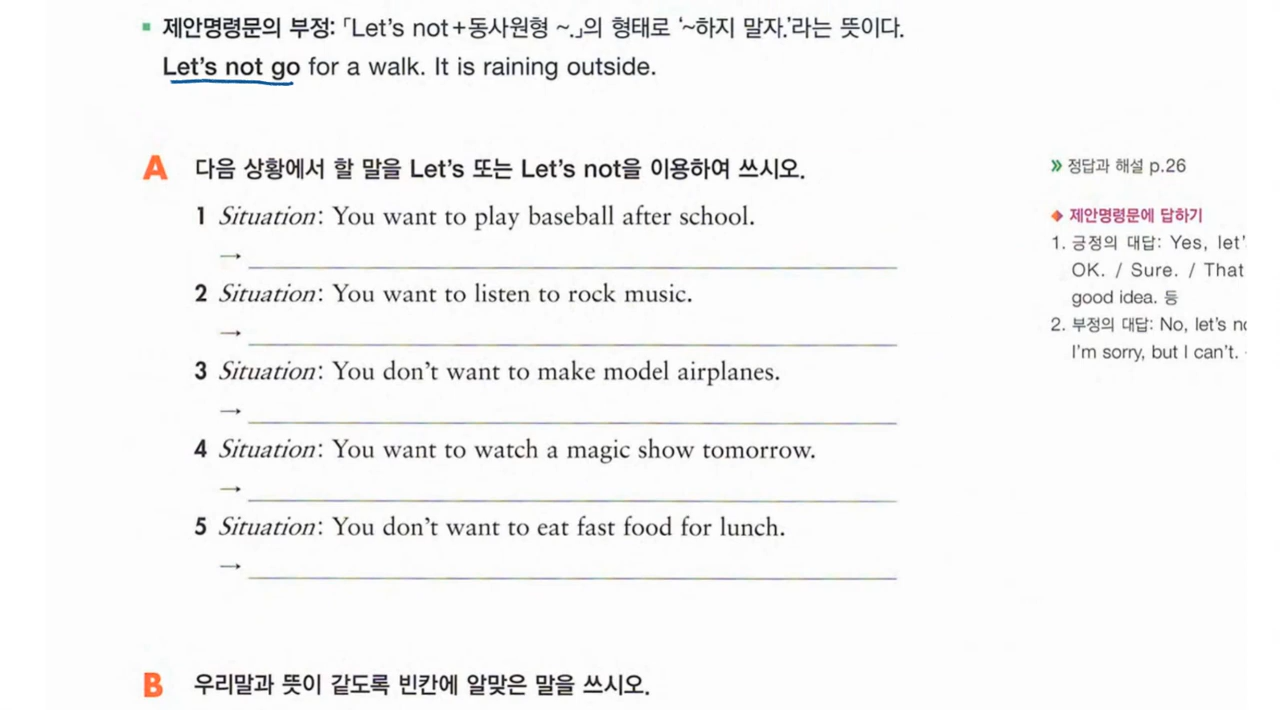 ▪ 제안명령문의 부정: 「Let's not+동사원형 ~.」의 형태로 '~하지 말자.'라는 뜻이다.
Let's not go for a walk. It is raining outside.
A 다음 상황에서 할 말을 Let's 또는 Let's not을 이용하여 쓰시오.
1 Situation: You want to play baseball after school.
→
2 Situation: You want to listen to rock music.
→
3 Situation: You don't want to make model airplanes.
→
4 Situation: You want to watch a magic show tomorrow.
→
5 Situation: You don't want to eat fast food for lunch.
→
» 정답과 해설 p.26
◆ 제안명령문에 답하기
1. 긍정의 대답: Yes, let'
OK. / Sure. / That
good idea. 등
2. 부정의 대답: No, let's
I'm sorry, but I can't.
B 우리말과 뜻이 같도록 빈칸에 알맞은 말을 쓰시오.